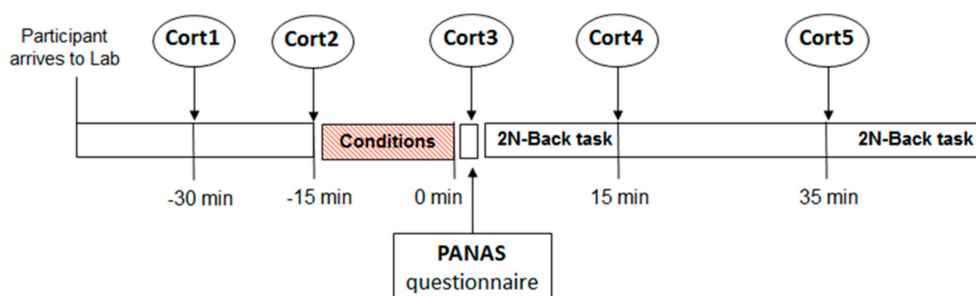 Participant
arrives to Lab
Cort1
Cort2
Cort3
Cort4
Cort5
Conditions
2N-Back task
2N-Back task
-30 min
-15 min
0 min
15 min
35 min
PANAS
questionnaire